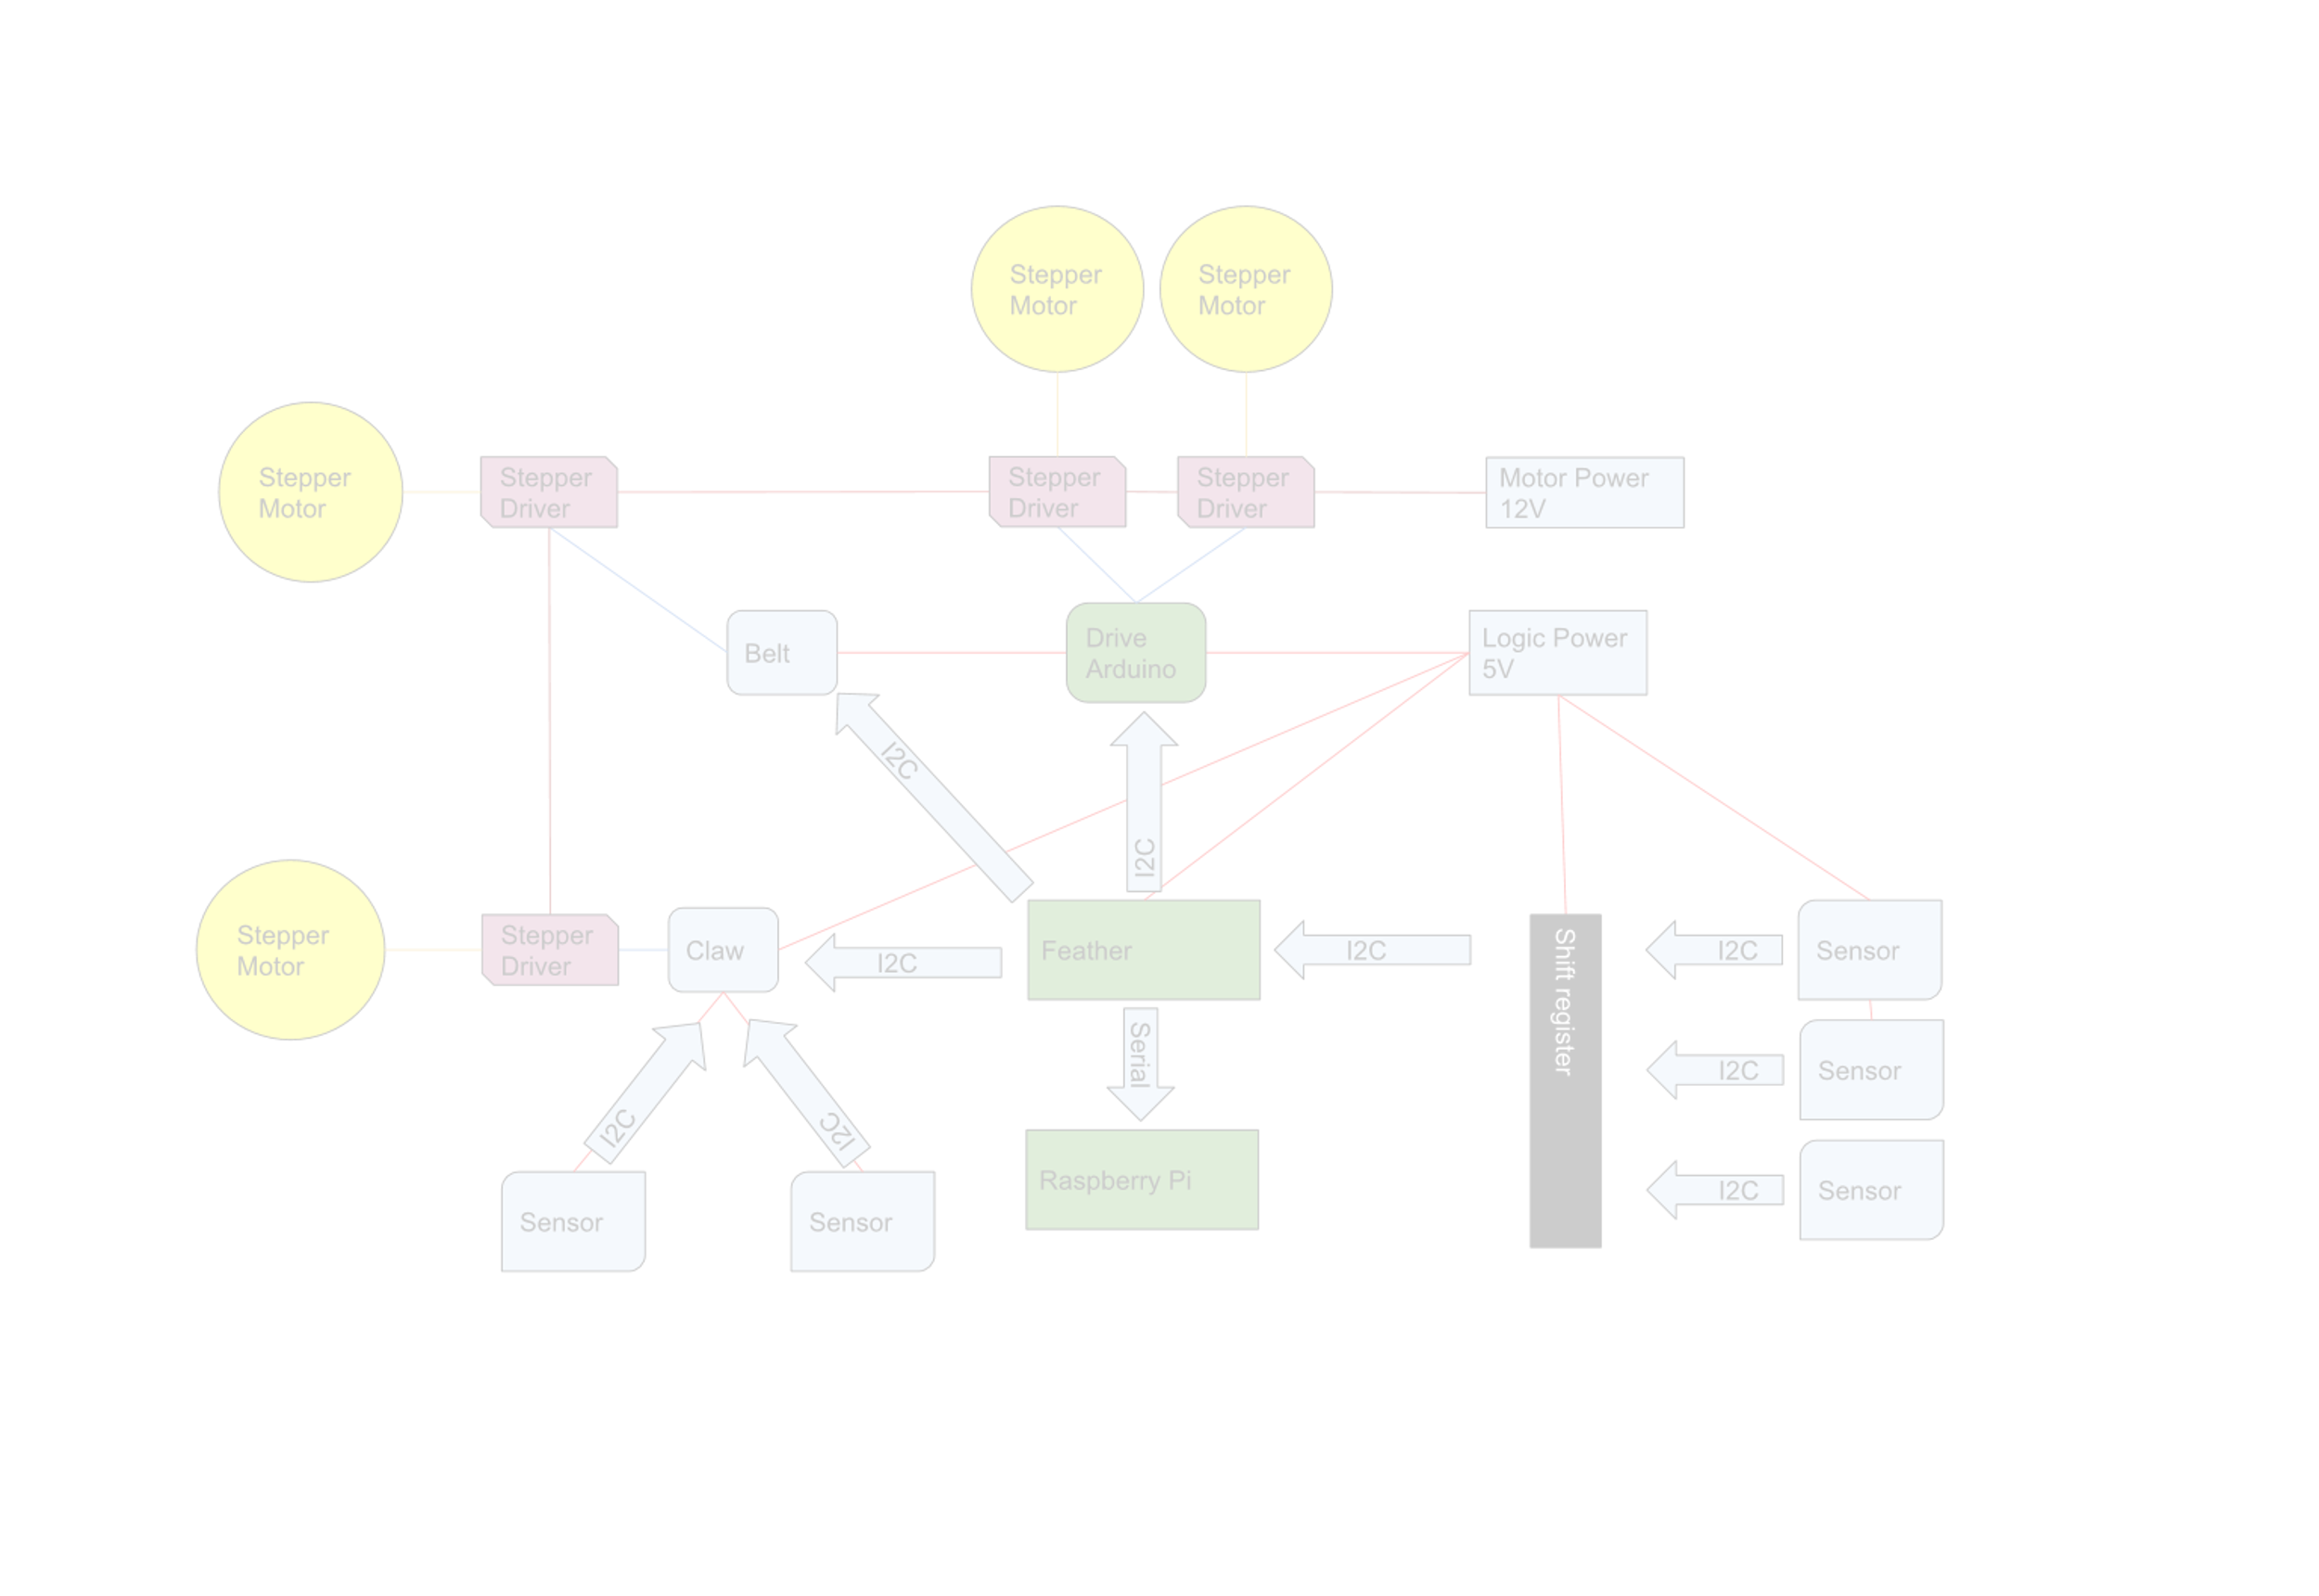 Stepper
Motor
Stepper
Motor
Stepper
Motor
Stepper
Driver
Stepper
Driver
Stepper
Driver
Motor Power
12V
Belt
Drive
Arduino
Logic Power
5V
I2C
I2C
Stepper
Motor
Stepper
Driver
Claw
I2C
Feather
I2C
Shift register
I2C
Sensor
Serial
I2C
Sensor
I2C
I2C
Raspberry Pi
I2C
Sensor
Sensor
Sensor